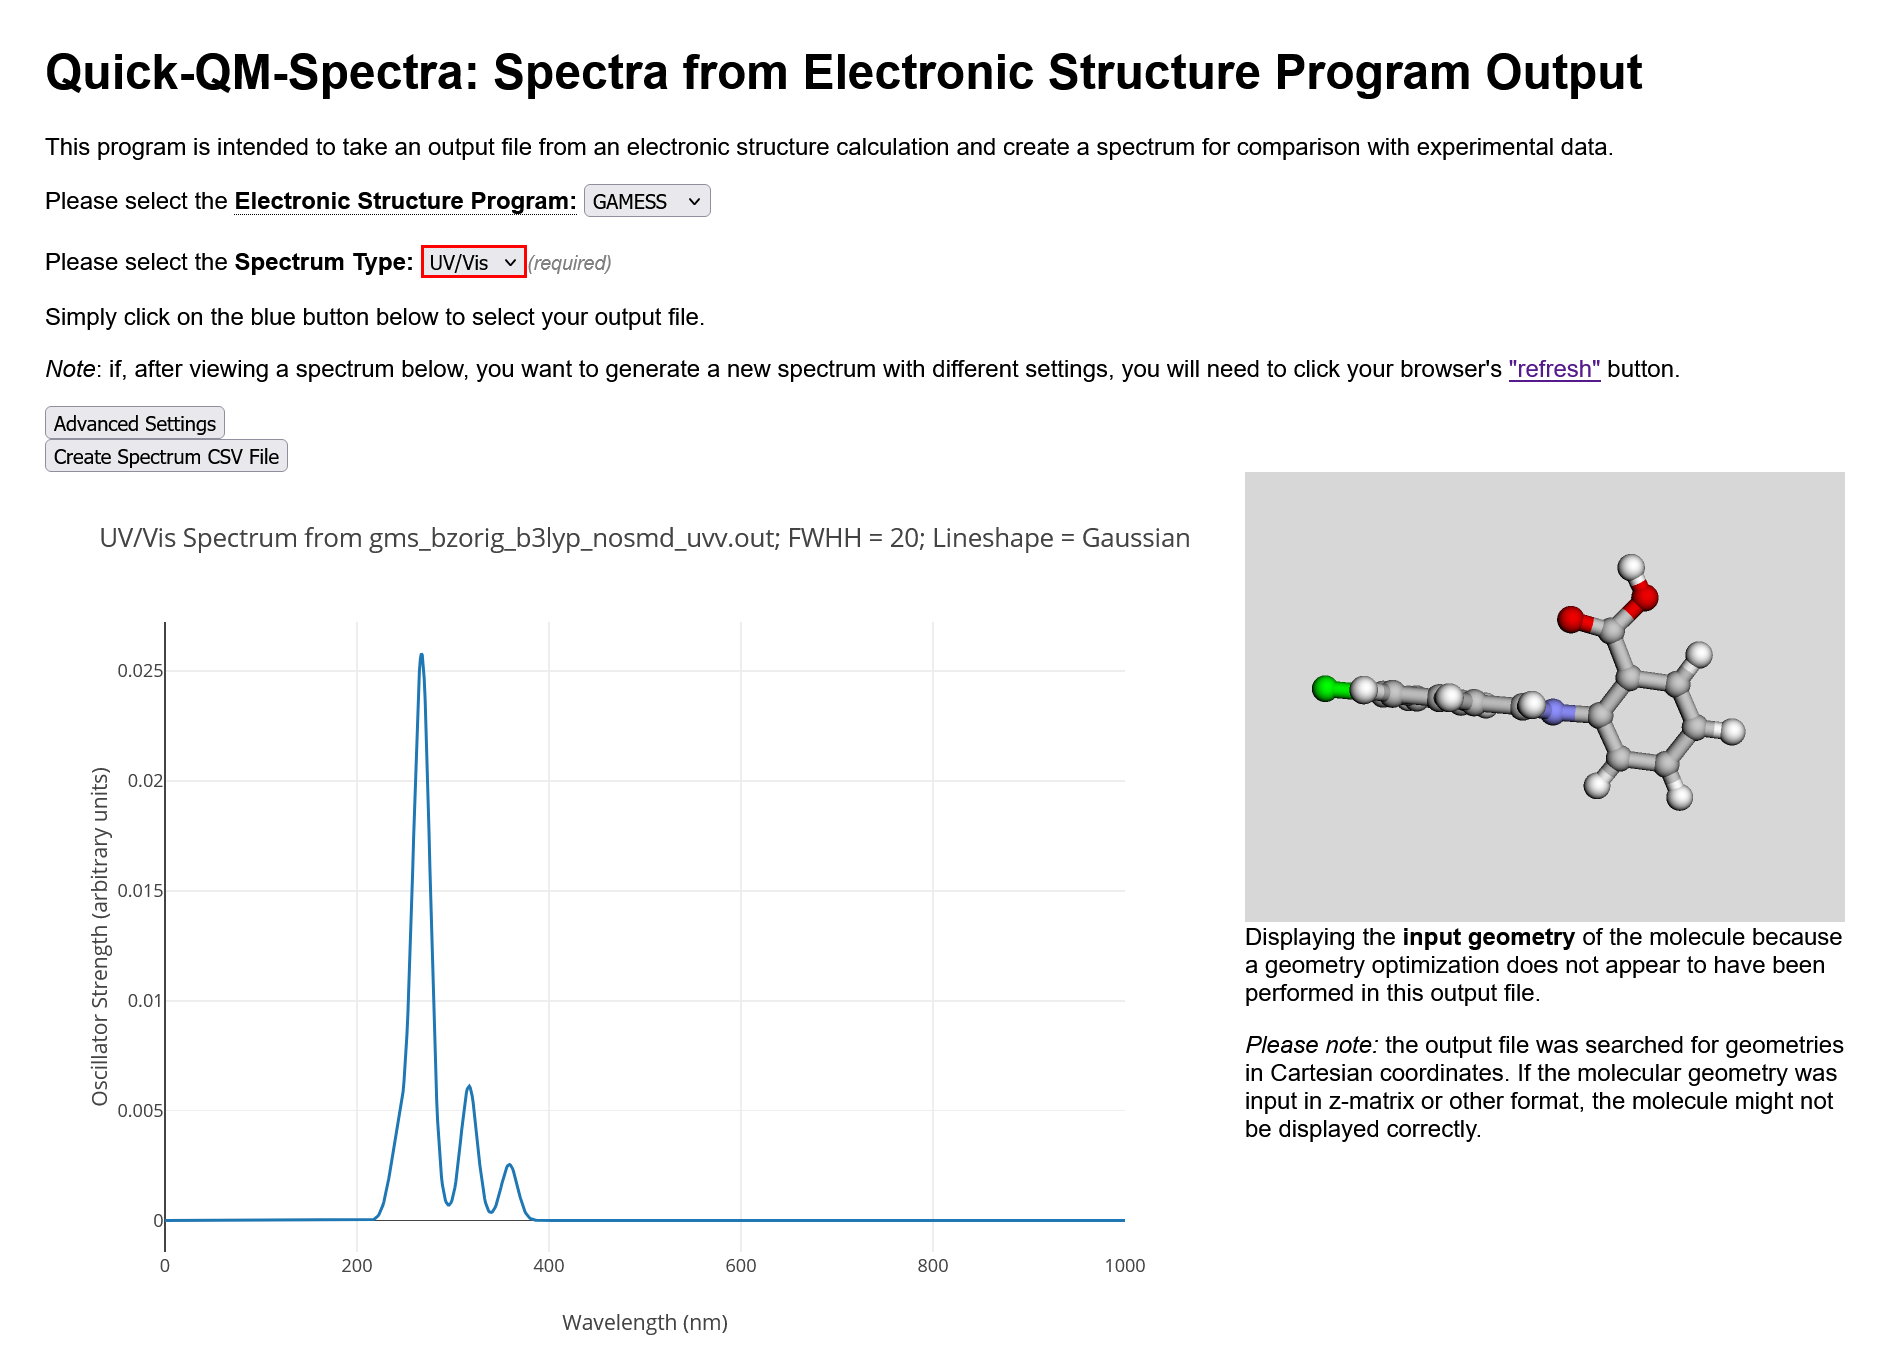 Quick-QM-Spectra: Spectra from Electronic Structure Program Output
This program is intended to take an output file from an electronic structure calculation and create a spectrum for comparison with experimental data.
Please select the Electronic Structure Program: GAMESS
Please select the Spectrum Type: UV/Vis (required)
Simply click on the blue button below to select your output file.
Note: if, after viewing a spectrum below, you want to generate a new spectrum with different settings, you will need to click your browser's "refresh" button.
Advanced Settings
Create Spectrum CSV File
UV/Vis Spectrum from gms_bzorig_b3lyp_nosmd_uvv.out; FWHH = 20; Lineshape = Gaussian
Oscillator Strength (arbitrary units)
0.025
0.02
0.015
0.01
0.005
0
0 200 400 600 800 1000
Wavelength (nm)
Displaying the input geometry of the molecule because
a geometry optimization does not appear to have been
performed in this output file.
Please note: the output file was searched for geometries
in Cartesian coordinates. If the molecular geometry was
input in z-matrix or other format, the molecule might not
be displayed correctly.